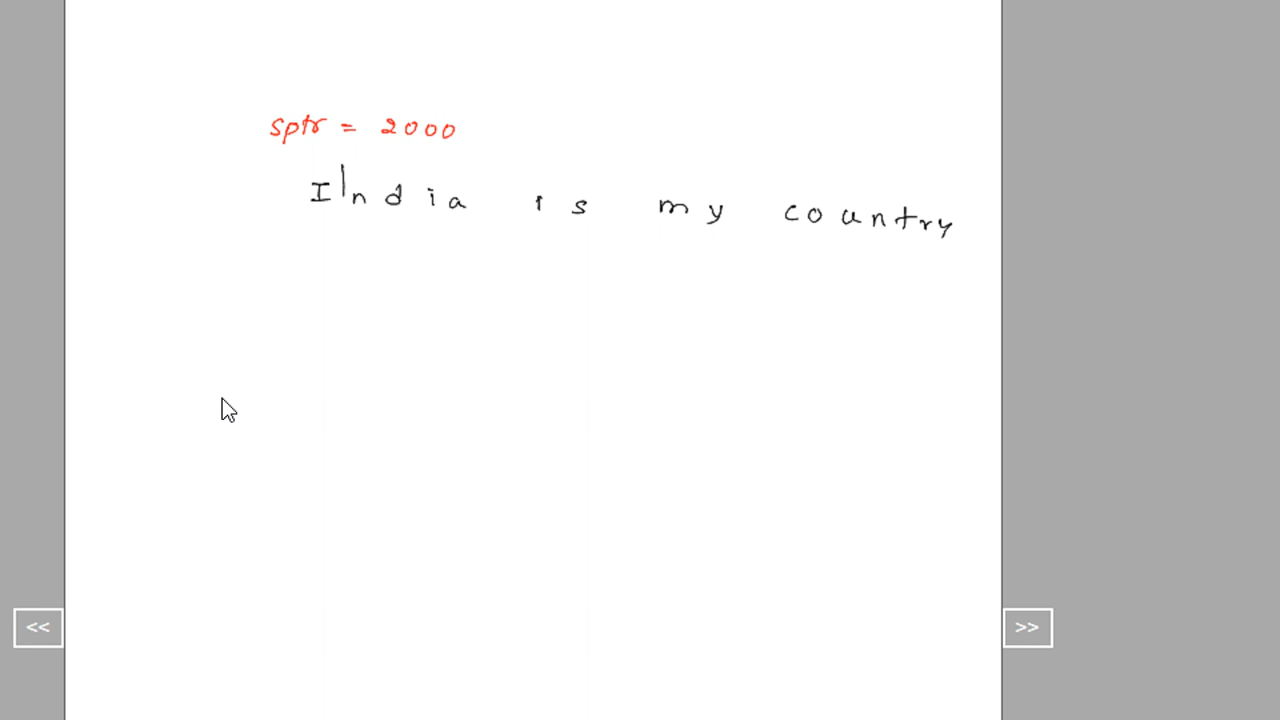 sptr = 2000
India is my country
<<
>>